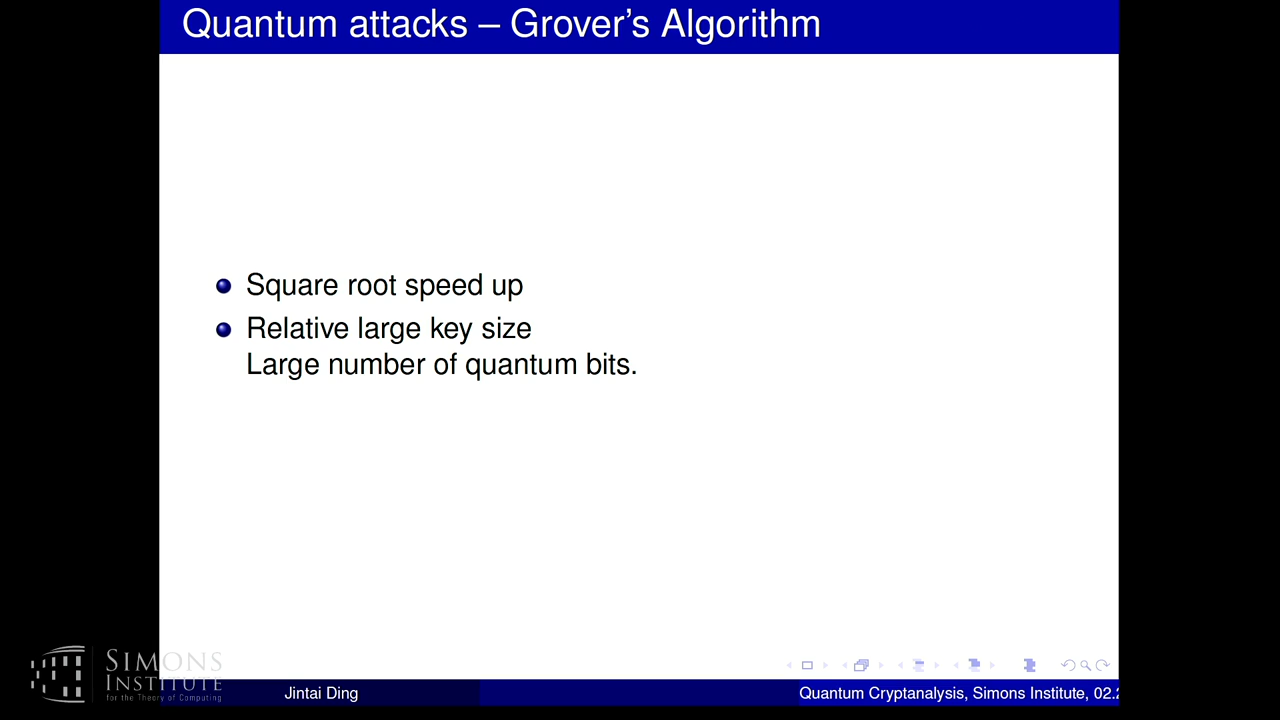 Quantum attacks – Grover's Algorithm
Square root speed up
Relative large key size
Large number of quantum bits.
SIMONS
INSTITUTE
for the Theory of Computing
Jintai Ding
Quantum Cryptanalysis, Simons Institute, 02.2